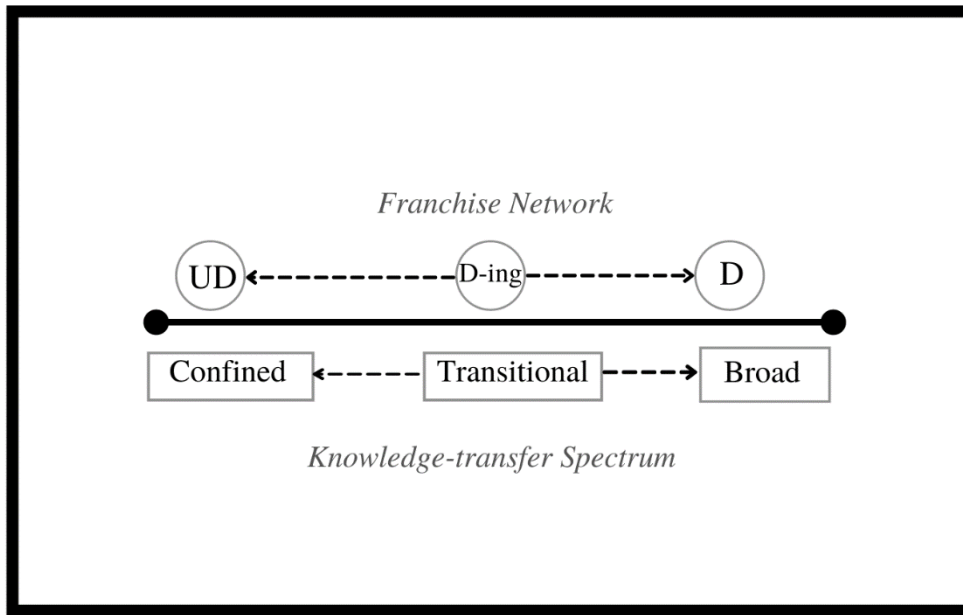 Franchise Network
UD
D-ing
D
Confined
Transitional
Broad
Knowledge-transfer Spectrum